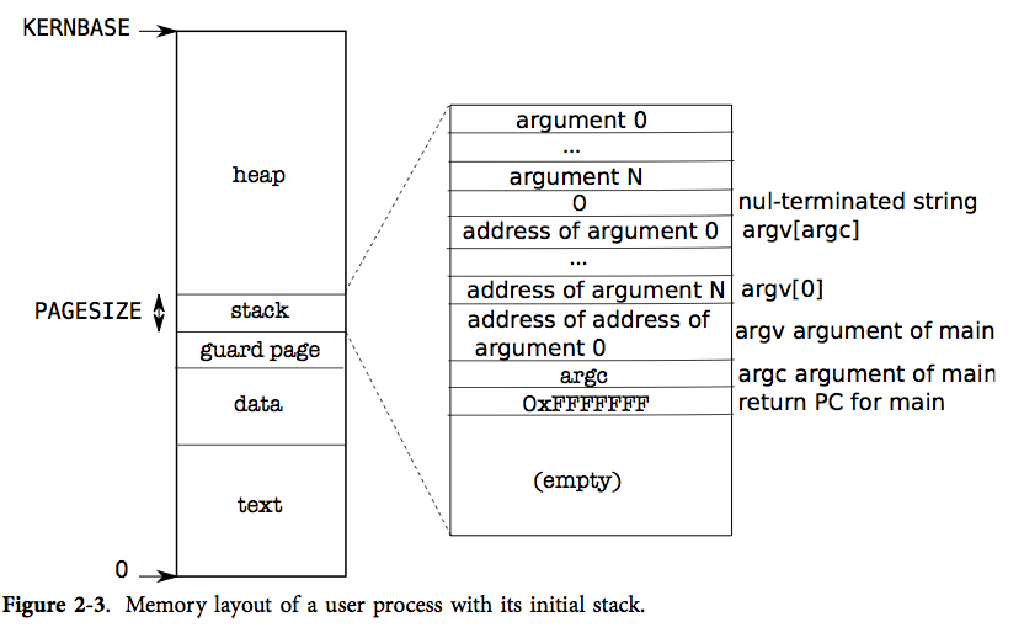 KERNBASE
heap
PAGESIZE
stack
guard page
data
text
0
argument 0
...
argument N
0
nul-terminated string
address of argument 0
argv[argc]
...
address of argument N
argv[0]
address of address of
argument 0
argv argument of main
argc
argc argument of main
0xFFFFFFFF
return PC for main
(empty)
Figure 2-3. Memory layout of a user process with its initial stack.